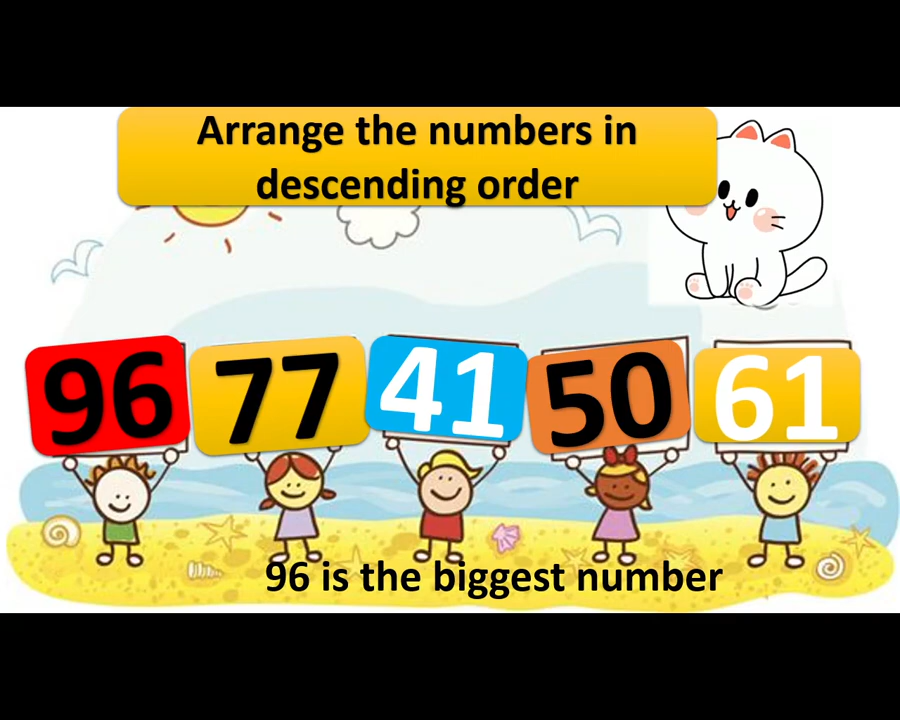 Arrange the numbers in
descending order
96 77 41 50 61
96 is the biggest number